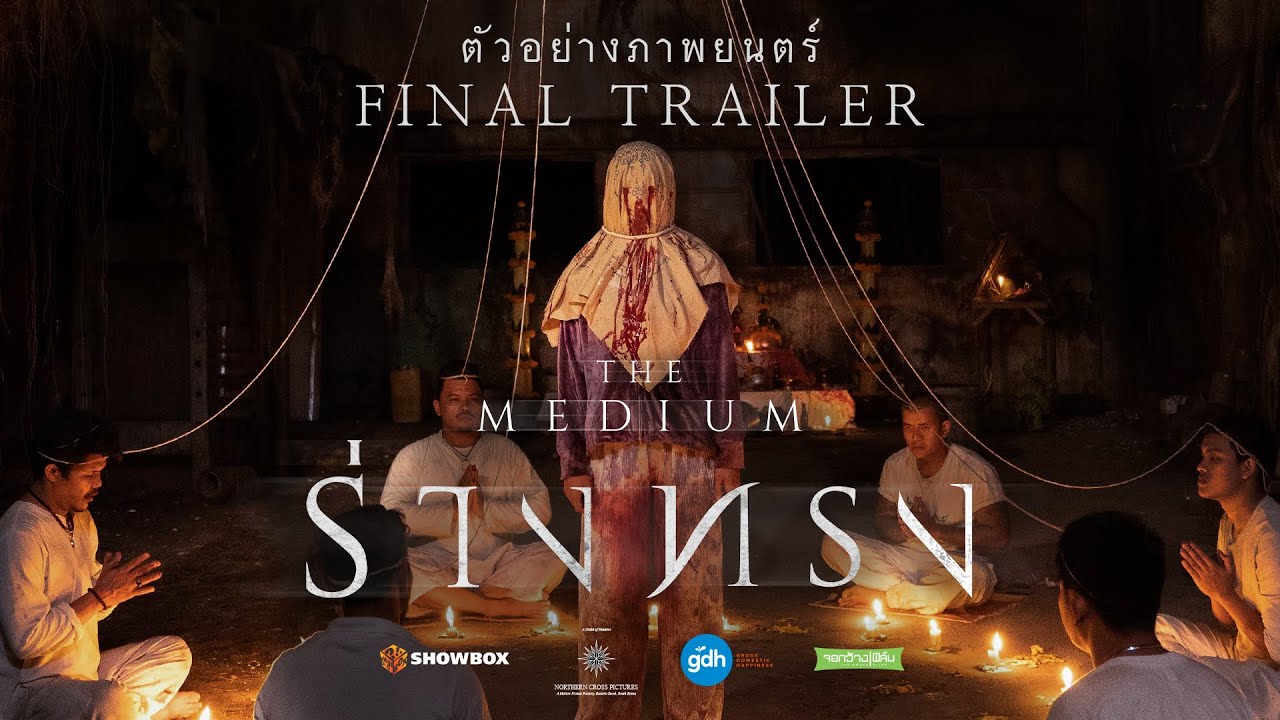 ตัวอย่างภาพยนตร์
FINAL TRAILER
THE
MEDIUM
ร่างทรง
SHOWBOX
NORTHERN CROSS PICTURES
gdh
GROSS
DOMESTIC
HAPPINESS
จอกว้างฟิล์ม